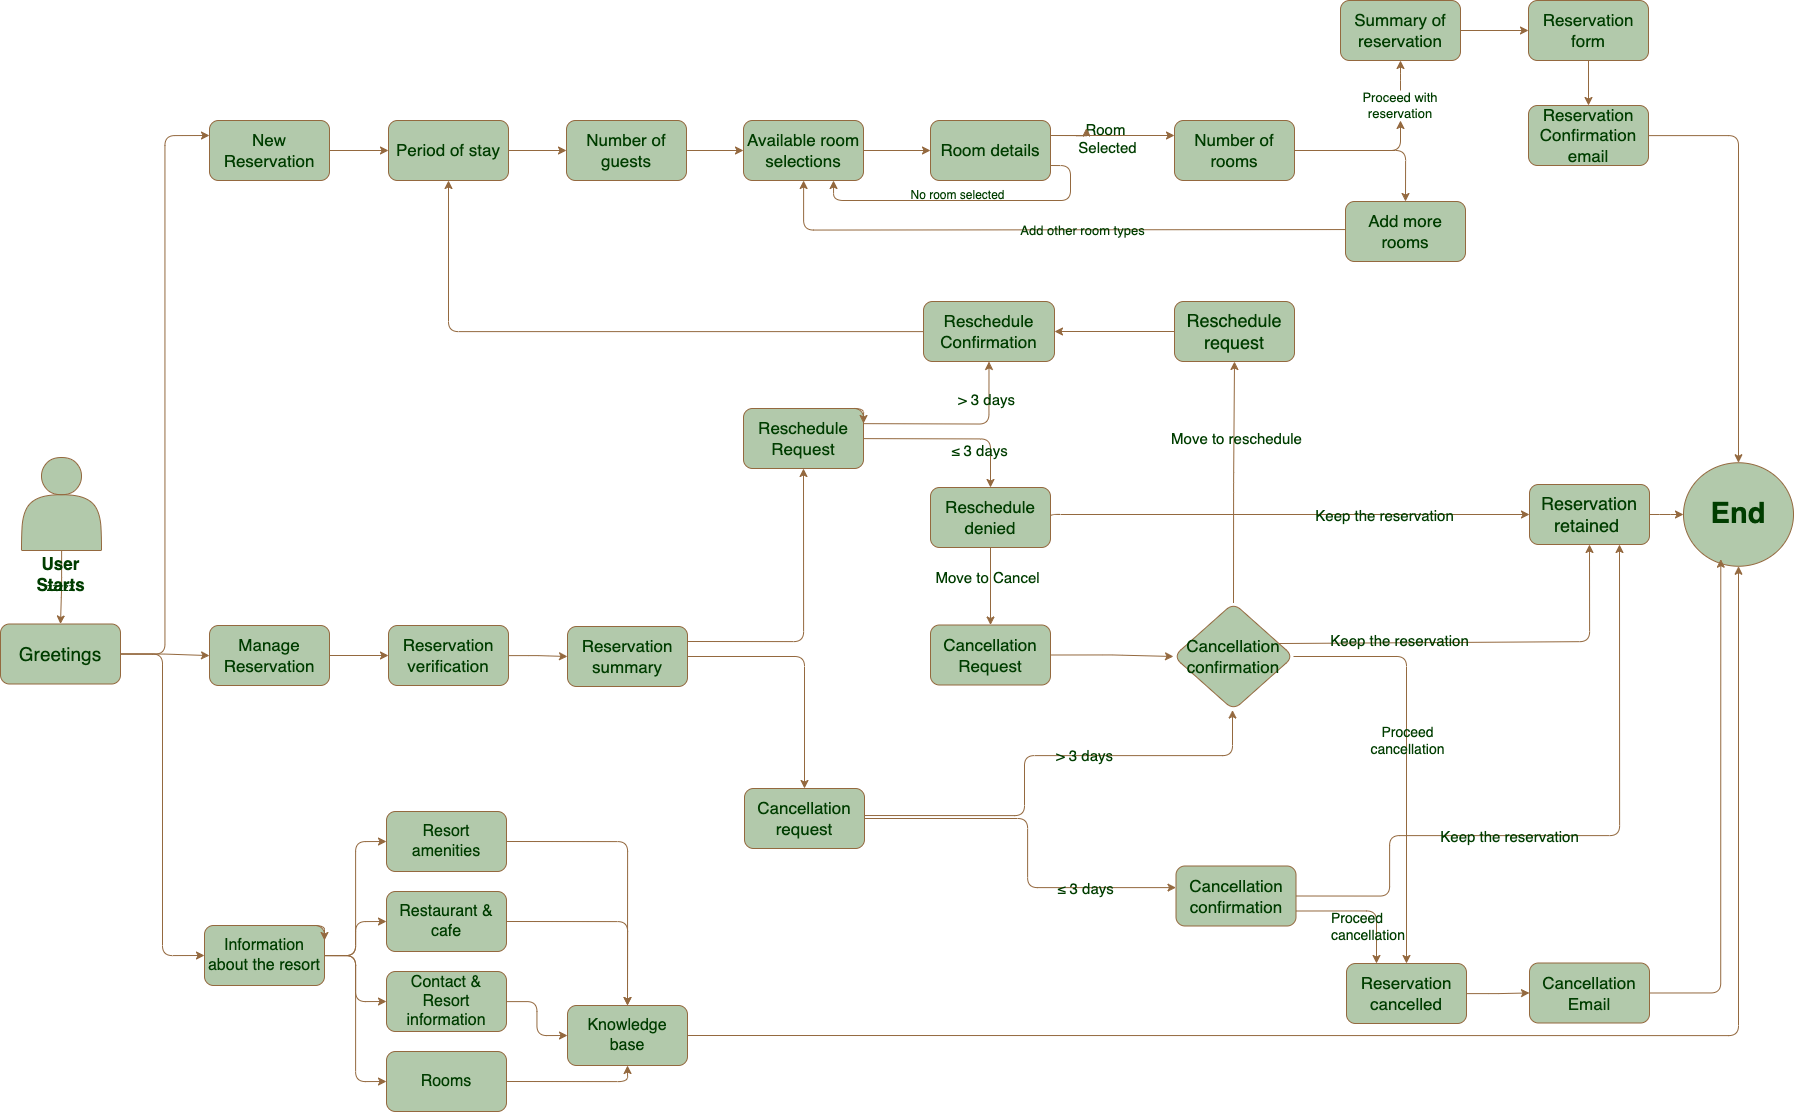 Summary of
reservation
Reservation
form
Proceed with
reservation
New
Reservation
Period of stay
Number of
guests
Available room
selections
Room details
Room
Selected
No room selected
Number of
rooms
Reservation
Confirmation
email
Add more
rooms
Add other room types
Reschedule
Confirmation
Reschedule
request
> 3 days
Reschedule
Request
≤ 3 days
Move to reschedule
Reschedule
denied
Keep the reservation
Reservation
retained
End
User
Starts
Move to Cancel
Greetings
Manage
Reservation
Reservation
verification
Reservation
summary
Cancellation
Request
Cancellation
confirmation
Keep the reservation
Proceed
cancellation
> 3 days
Cancellation
request
≤ 3 days
Keep the reservation
Cancellation
confirmation
Proceed
cancellation
Resort
amenities
Restaurant &
cafe
Information
about the resort
Contact &
Resort
information
Knowledge
base
Rooms
Reservation
cancelled
Cancellation
Email